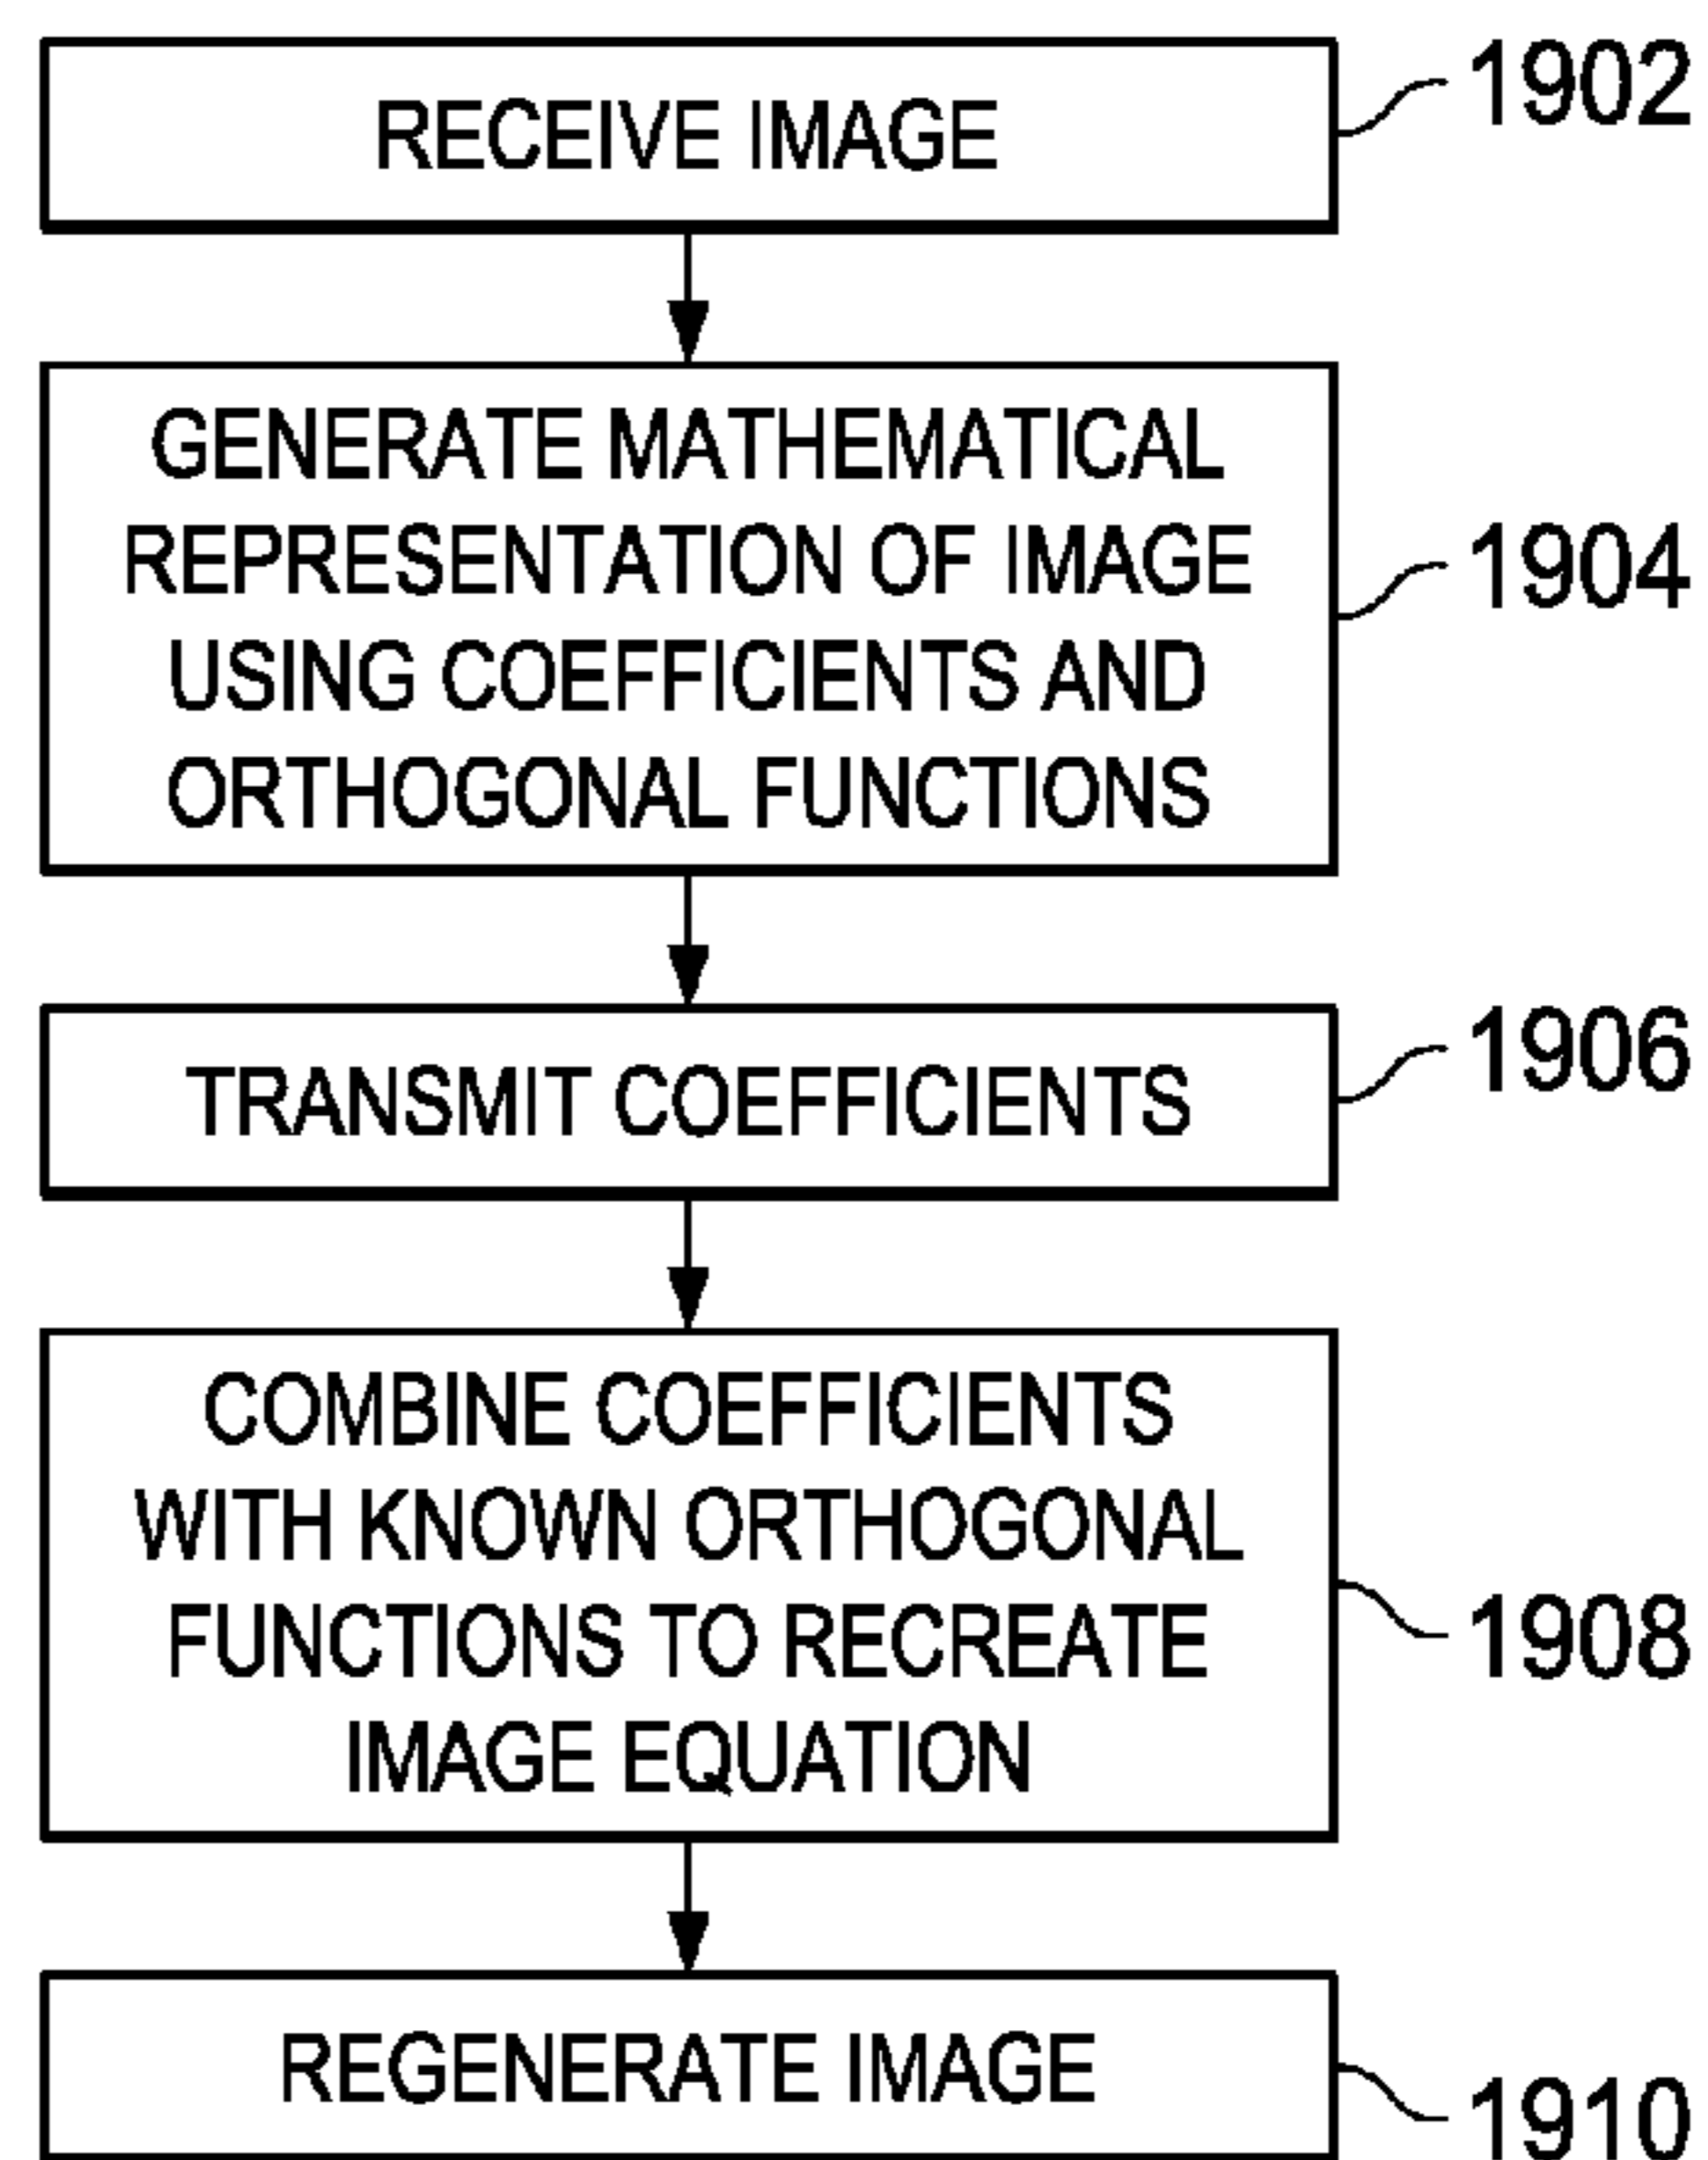 RECEIVE IMAGE
1902
GENERATE MATHEMATICAL
REPRESENTATION OF IMAGE
USING COEFFICIENTS AND
ORTHOGONAL FUNCTIONS
1904
TRANSMIT COEFFICIENTS
1906
COMBINE COEFFICIENTS
WITH KNOWN ORTHOGONAL
FUNCTIONS TO RECREATE
IMAGE EQUATION
1908
REGENERATE IMAGE
1910